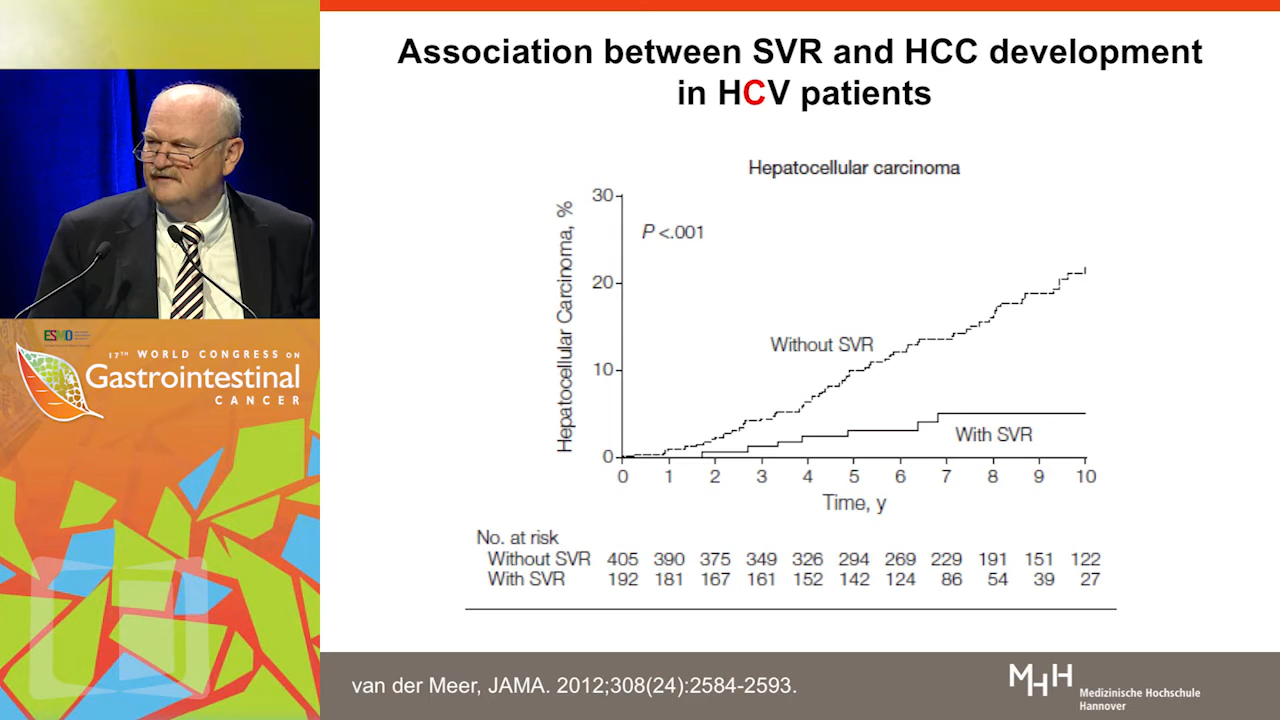 Association between SVR and HCC development
in HCV patients
Hepatocellular carcinoma
Hepatocellular Carcinoma, %
30
20
10
0
P <.001
Without SVR
With SVR
0 1 2 3 4 5 6 7 8 9 10
Time, y
No. at risk
Without SVR 405 390 375 349 326 294 269 229 191 151 122
With SVR 192 181 167 161 152 142 124 86 54 39 27
van der Meer, JAMA. 2012;308(24):2584-2593.
MHH
Medizinische Hochschule
Hannover
ESMO
17TH WORLD CONGRESS ON
Gastrointestinal
CANCER